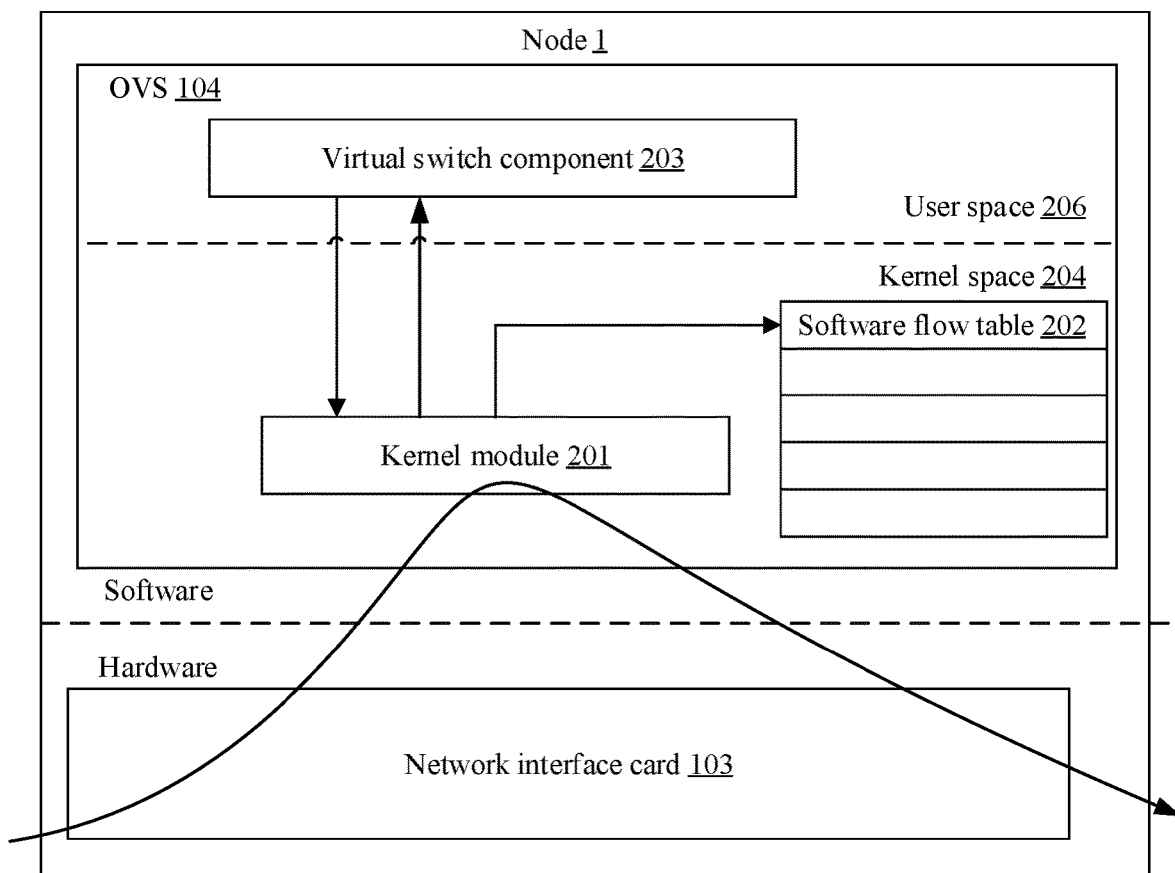 Node 1
OVS 104
Virtual switch component 203
User space 206
Kernel space 204
Software flow table 202
Kernel module 201
Software
Hardware
Network interface card 103